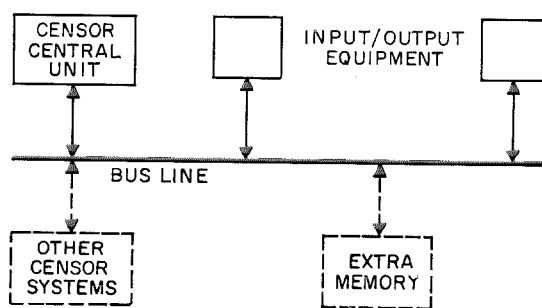 CENSOR
CENTRAL
UNIT
INPUT/OUTPUT
EQUIPMENT
BUS LINE
OTHER
CENSOR
SYSTEMS
EXTRA
MEMORY